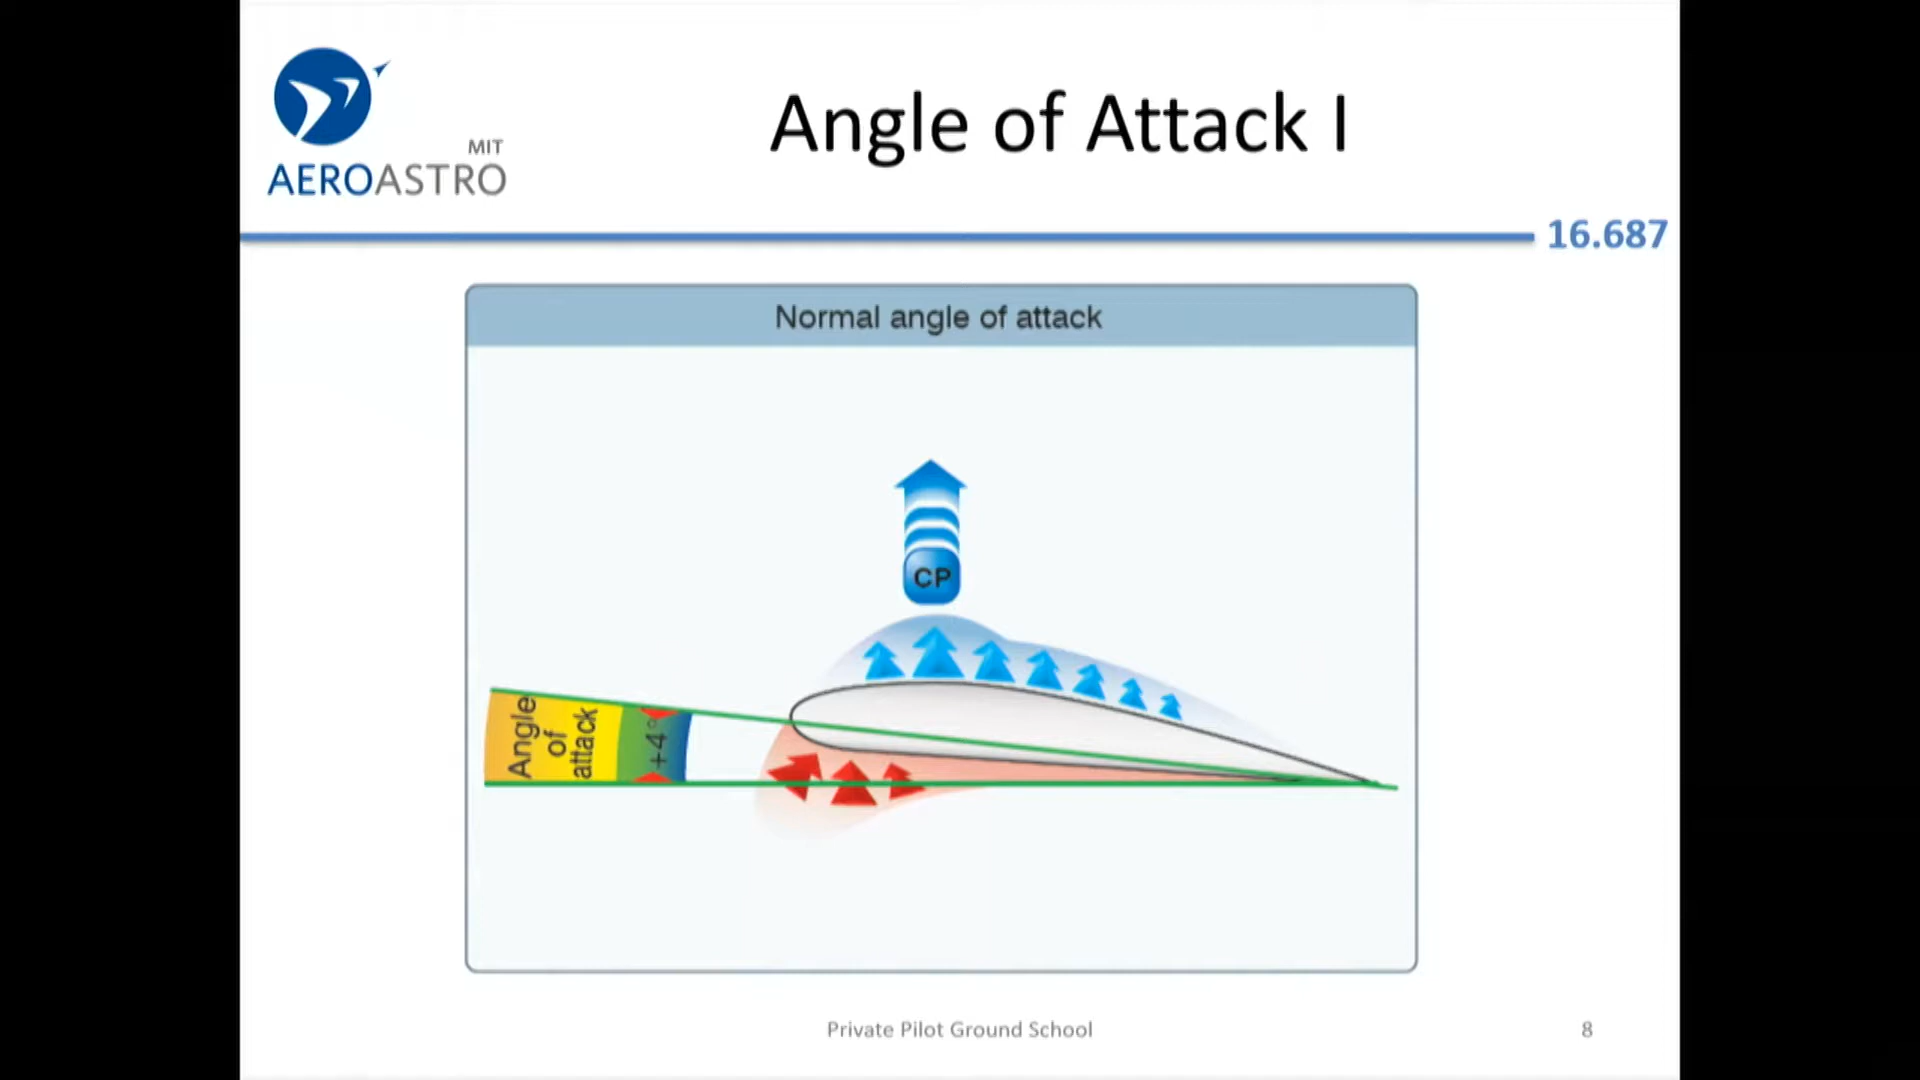 MIT
AEROASTRO
Angle of Attack I
16.687
Normal angle of attack
CP
Angle
of
attack
+4°
Private Pilot Ground School
8